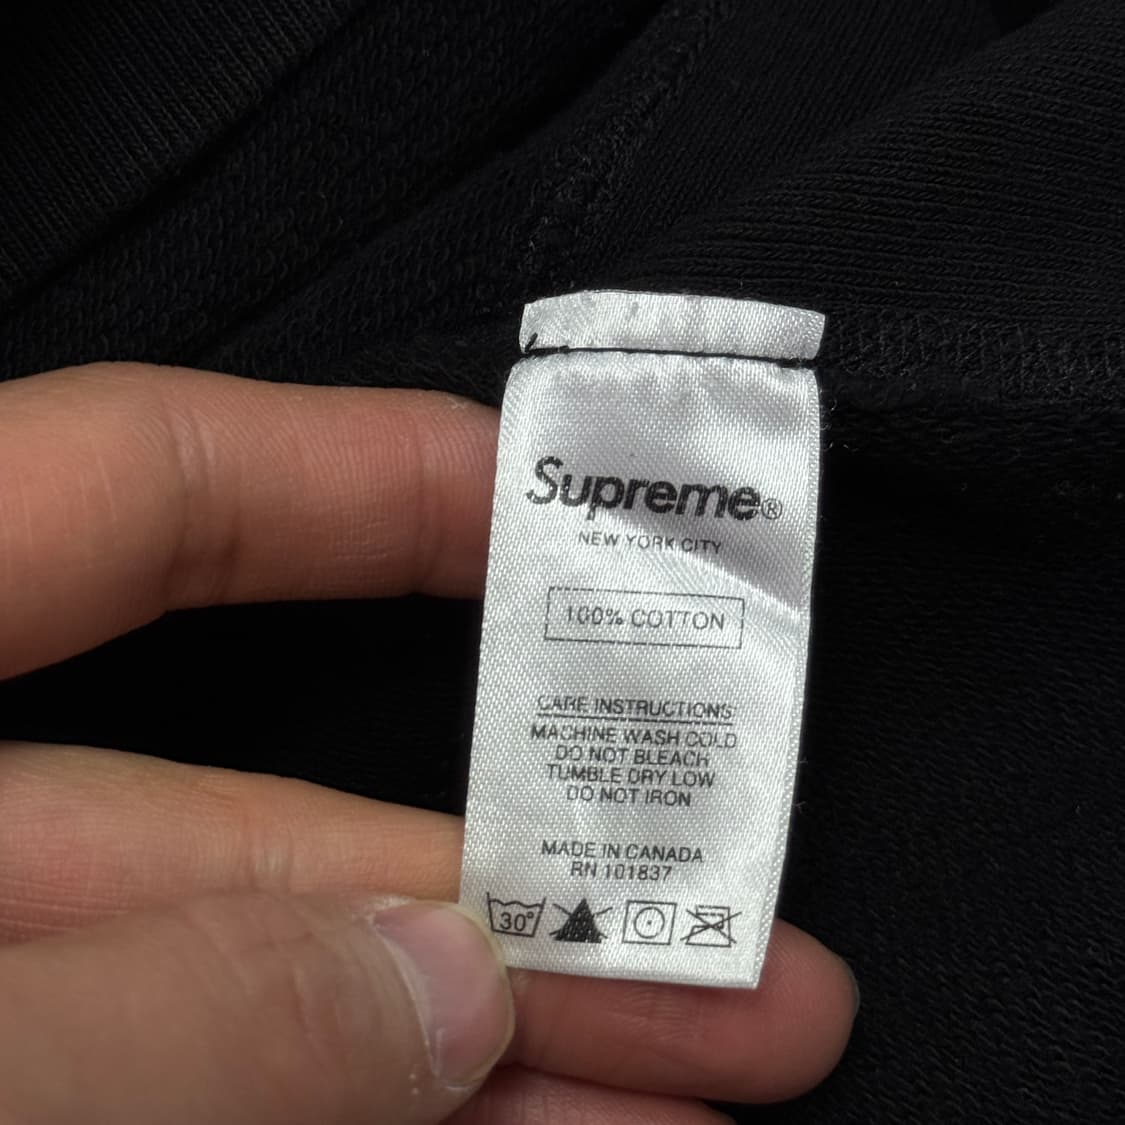 Supreme®
NEW YORK CITY
100% COTTON
CARE INSTRUCTIONS
MACHINE WASH COLD
DO NOT BLEACH
TUMBLE DRY LOW
DO NOT IRON
MADE IN CANADA
RN 101837
30°